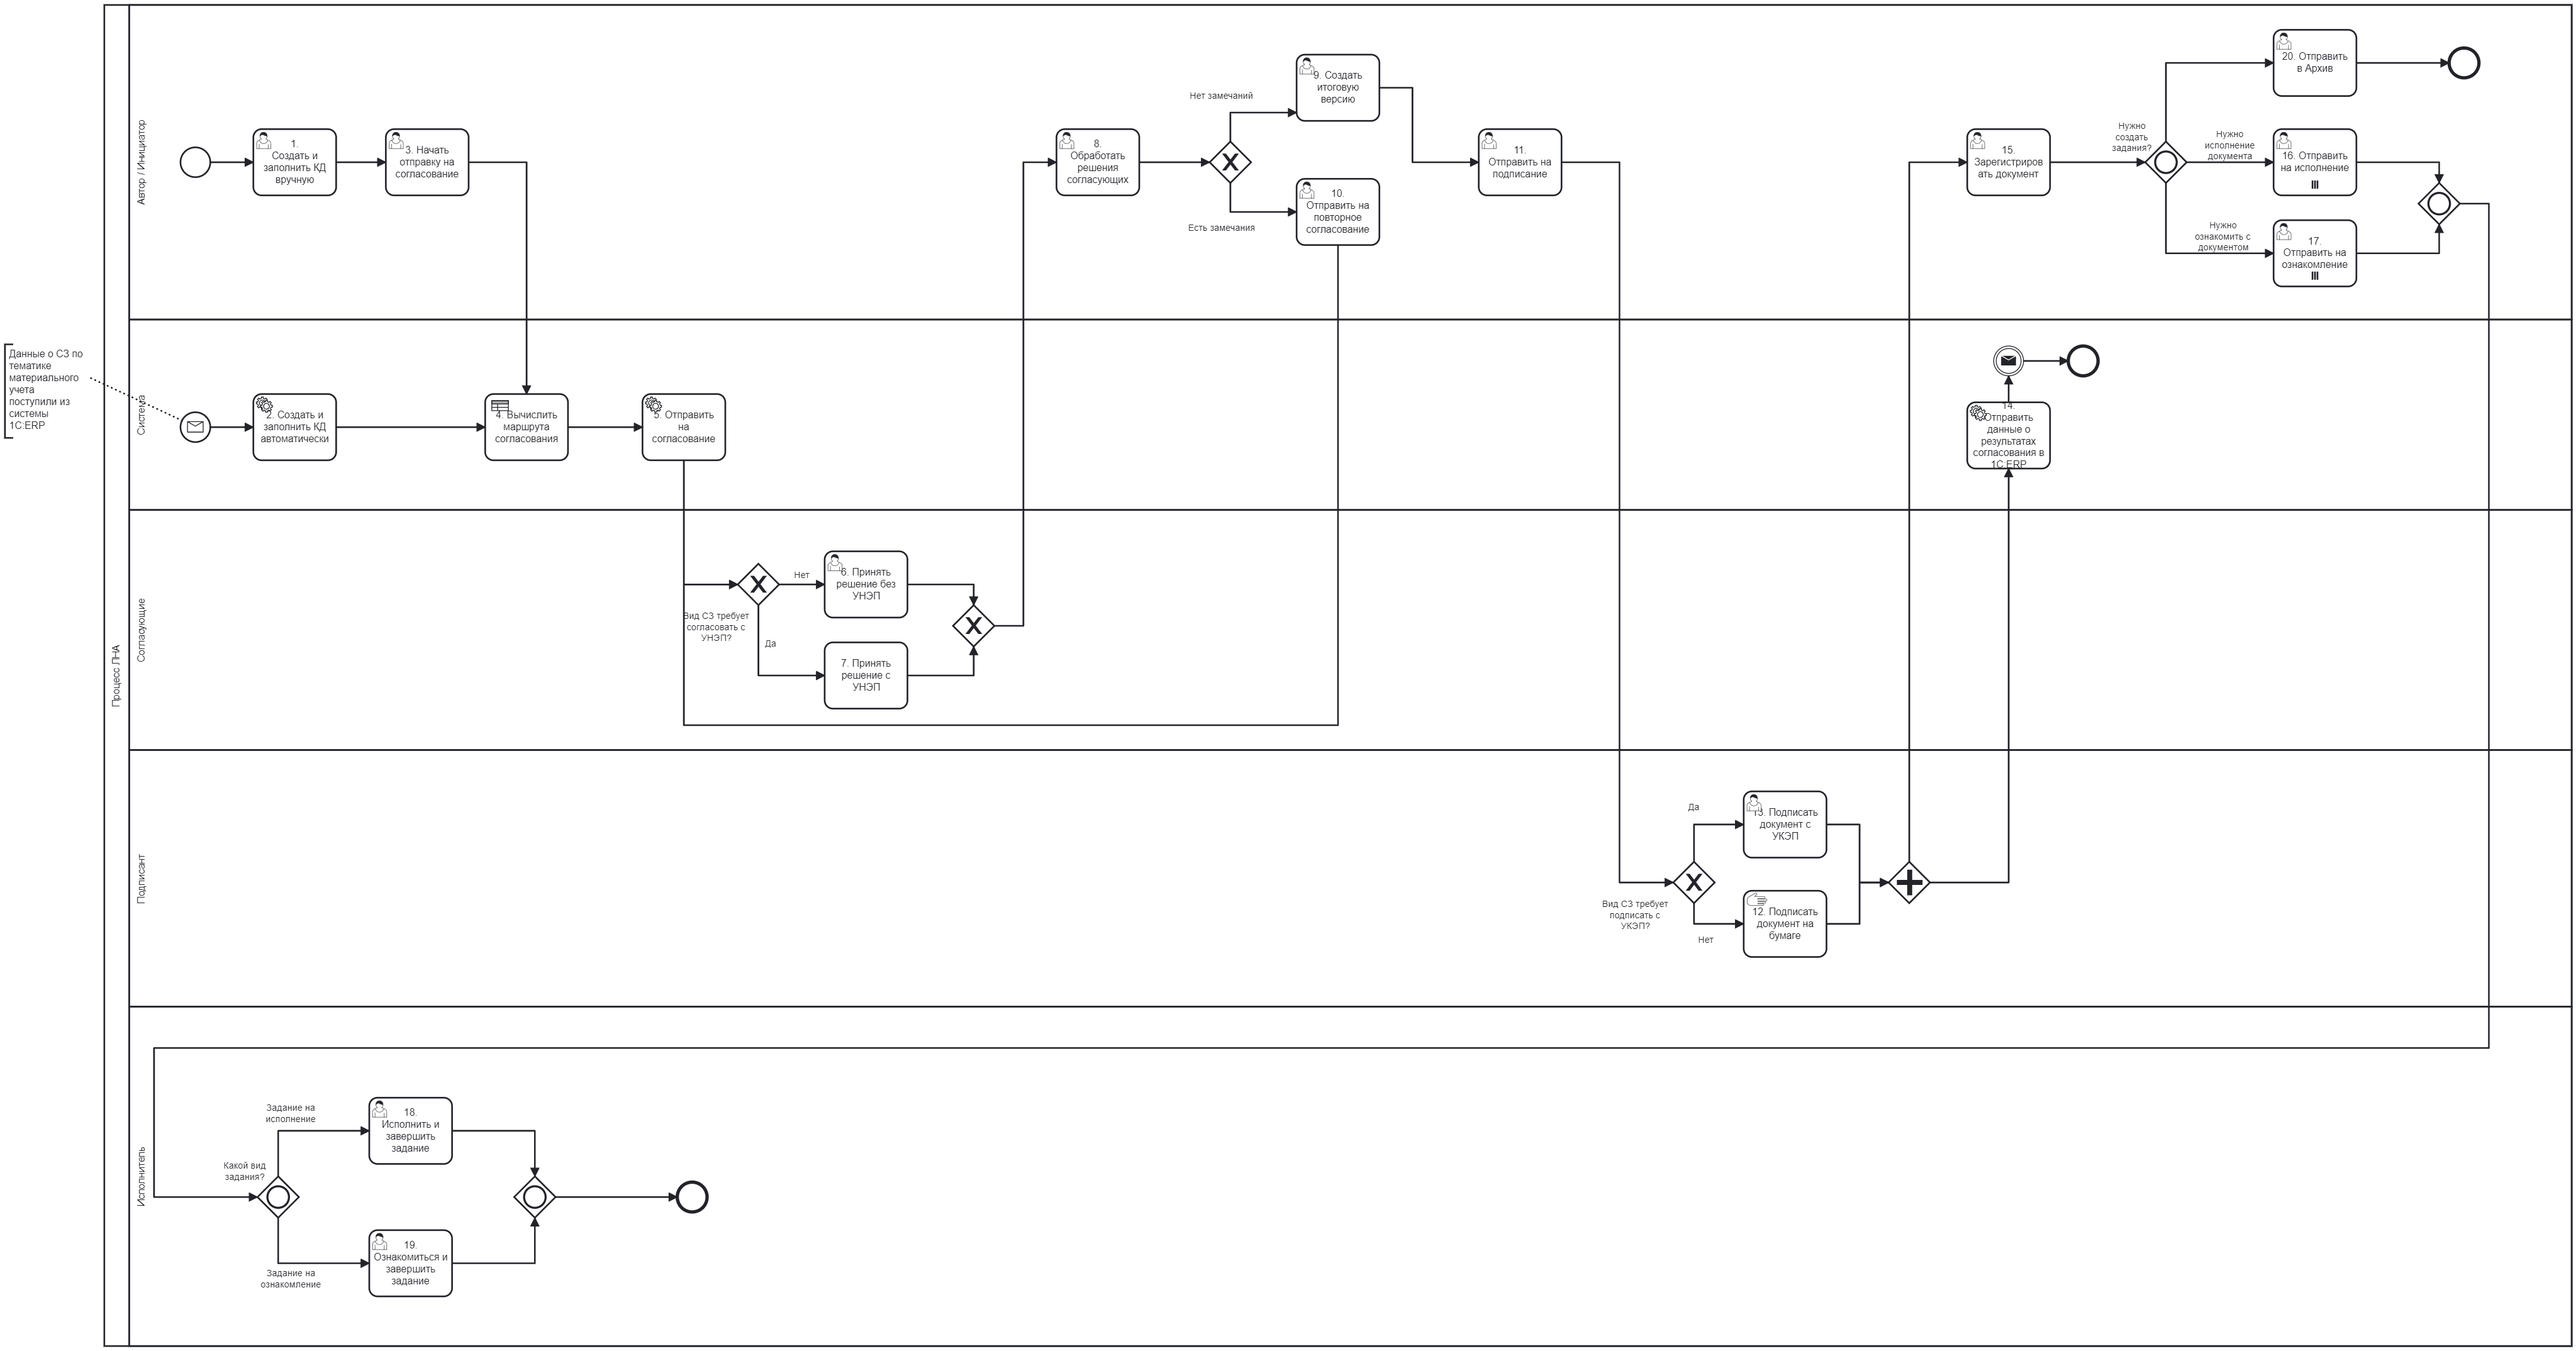 Процесс ЛНА
Автор / Инициатор
1.
Создать и
заполнить КД
вручную
3. Начать
отправку на
согласование
8.
Обработать
решения
согласующих
Нет замечаний
Есть замечания
9. Создать
итоговую
версию
10.
Отправить на
повторное
согласование
11.
Отправить на
подписание
15.
Зарегистриров
ать документ
Нужно
создать
задания?
Нужно
исполнение
документа
Нужно
ознакомить с
документом
20. Отправить
в Архив
16. Отправить
на исполнение
17.
Отправить на
ознакомление
Данные о СЗ по
тематике
материального
учета
поступили из
системы
1С:ERP
Система
2. Создать и
заполнить КД
автоматически
4. Вычислить
маршрута
согласования
5. Отправить
на
согласование
14.
Отправить
данные о
результатах
согласования в
1С:ERP
Согласующие
Вид СЗ требует
согласовать с
УНЭП?
Нет
Да
6. Принять
решение без
УНЭП
7. Принять
решение с
УНЭП
Подписант
Вид СЗ требует
подписать с
УКЭП?
Да
Нет
13. Подписать
документ с
УКЭП
12. Подписать
документ на
бумаге
Исполнитель
Какой вид
задания?
Задание на
исполнение
Задание на
ознакомление
18.
Исполнить и
завершить
задание
19.
Ознакомиться и
завершить
задание